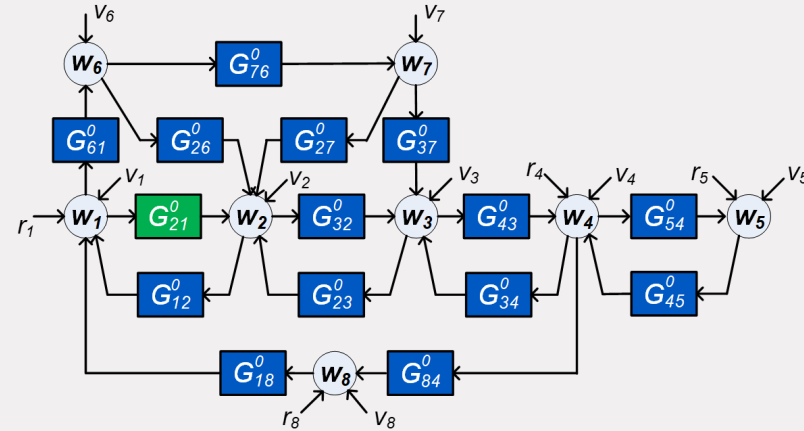 v6 v7
w6 G⁰76 w7
G⁰61 G⁰26 G⁰27 G⁰37
v1 v2 v3 r4 v4 r5 v5
r1 w1 G⁰21 w2 G⁰32 w3 G⁰43 w4 G⁰54 w5
G⁰12 G⁰23 G⁰34 G⁰45
G⁰18 w8 G⁰84
r8 v8